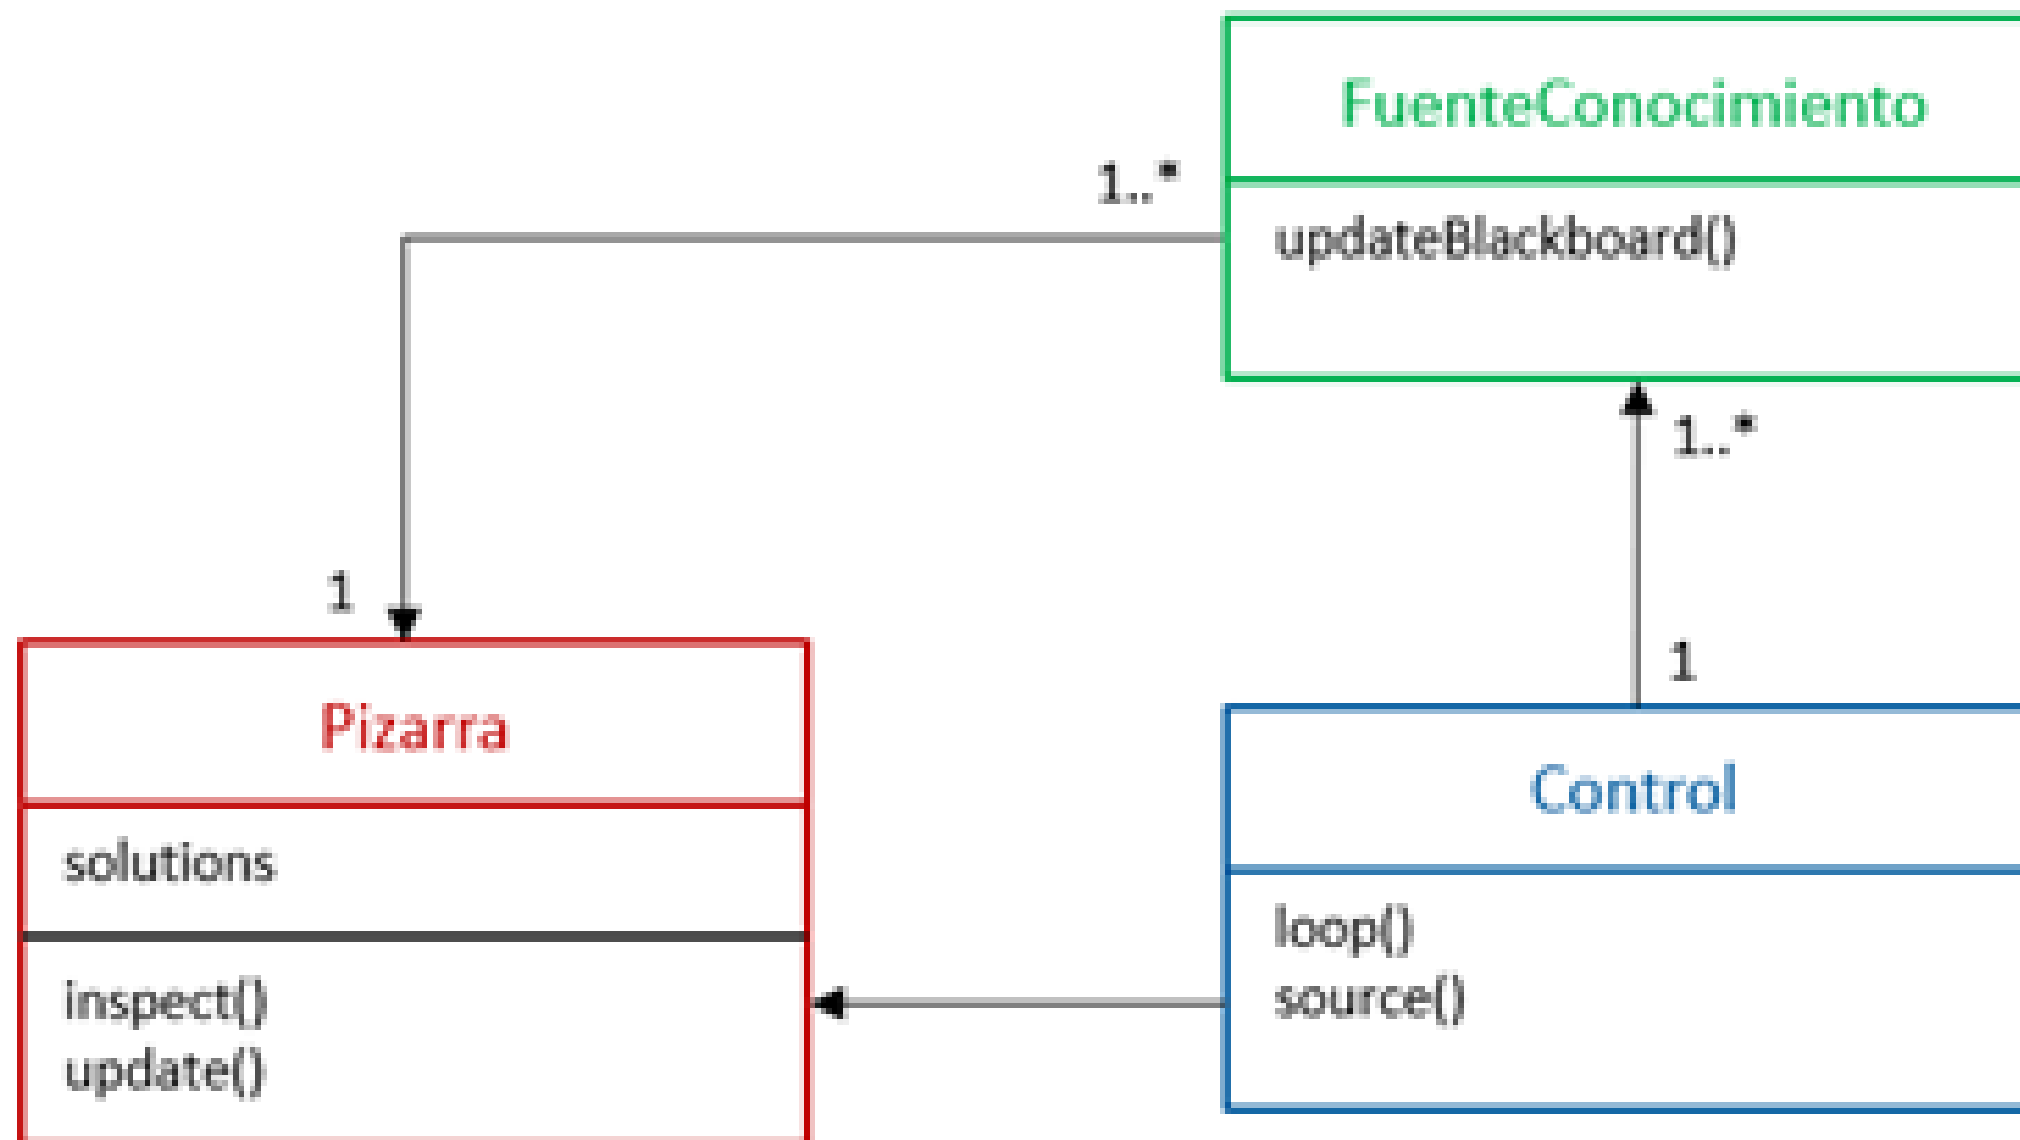 FuenteConocimiento
updateBlackboard()
1..*
1..*
1
1
Pizarra
solutions
inspect()
update()
Control
loop()
source()